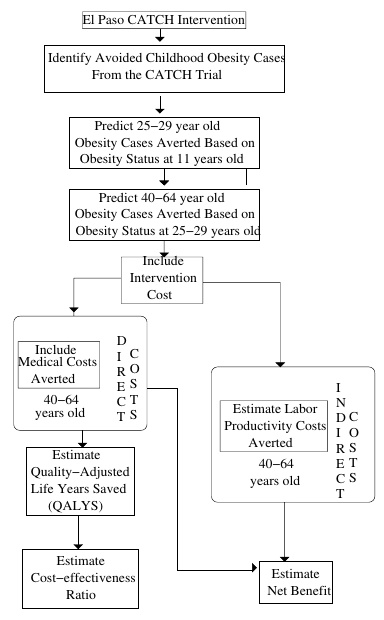 El Paso CATCH Intervention
Identify Avoided Childhood Obesity Cases
From the CATCH Trial
Predict 25−29 year old
Obesity Cases Averted Based on
Obesity Status at 11 years old
Predict 40−64 year old
Obesity Cases Averted Based on
Obesity Status at 25−29 years old
Include
Intervention
Cost
Include
Medical Costs
Averted
40−64
years old
DIRECT
COSTS
Estimate Labor
Productivity Costs
Averted
40−64
years old
INDIRECT
COSTS
Estimate
Quality−Adjusted
Life Years Saved
(QALYS)
Estimate
Cost−effectiveness
Ratio
Estimate
Net Benefit